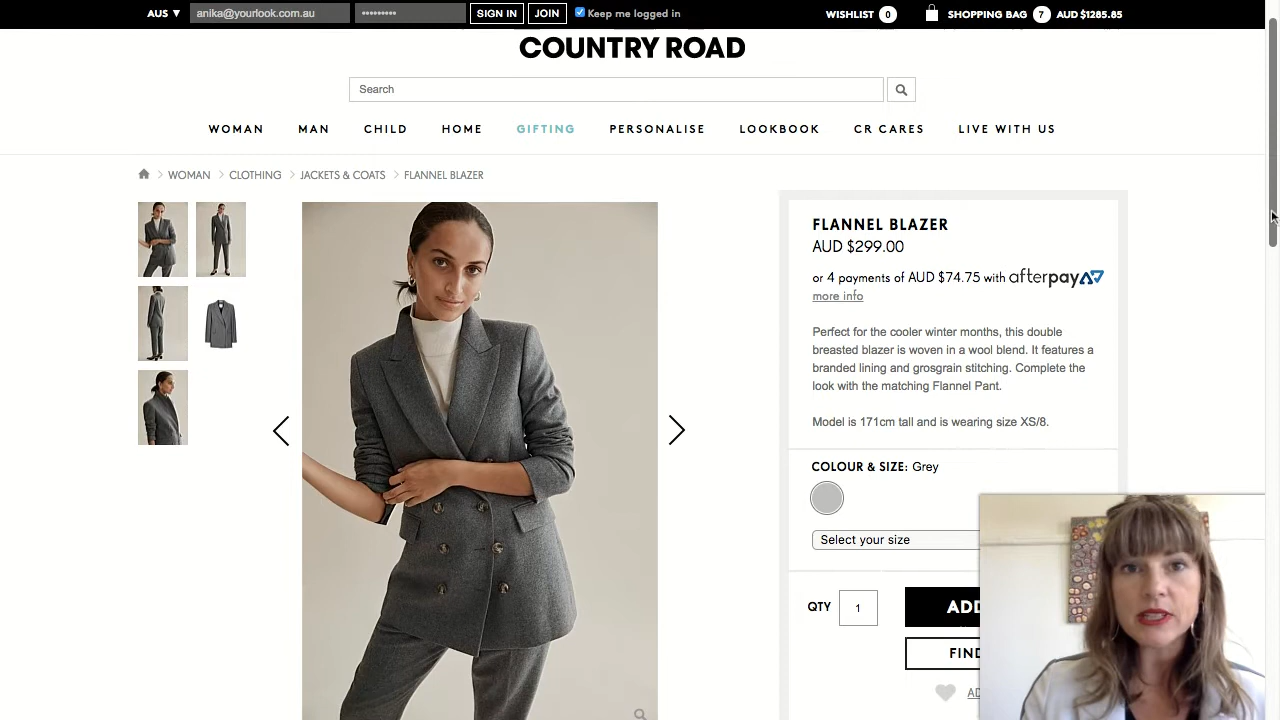 AUS ▼ anika@yourlook.com.au ••••••••• SIGN IN JOIN Keep me logged in WISHLIST 0 SHOPPING BAG 7 AUD $1285.85
COUNTRY ROAD
Search
WOMAN MAN CHILD HOME GIFTING PERSONALISE LOOKBOOK CR CARES LIVE WITH US
WOMAN CLOTHING JACKETS & COATS FLANNEL BLAZER
FLANNEL BLAZER
AUD $299.00
or 4 payments of AUD $74.75 with afterpay
more info
Perfect for the cooler winter months, this double
breasted blazer is woven in a wool blend. It features a
branded lining and grosgrain stitching. Complete the
look with the matching Flannel Pant.
Model is 171cm tall and is wearing size XS/8.
COLOUR & SIZE: Grey
Select your size
QTY 1 ADD
FIND
AD